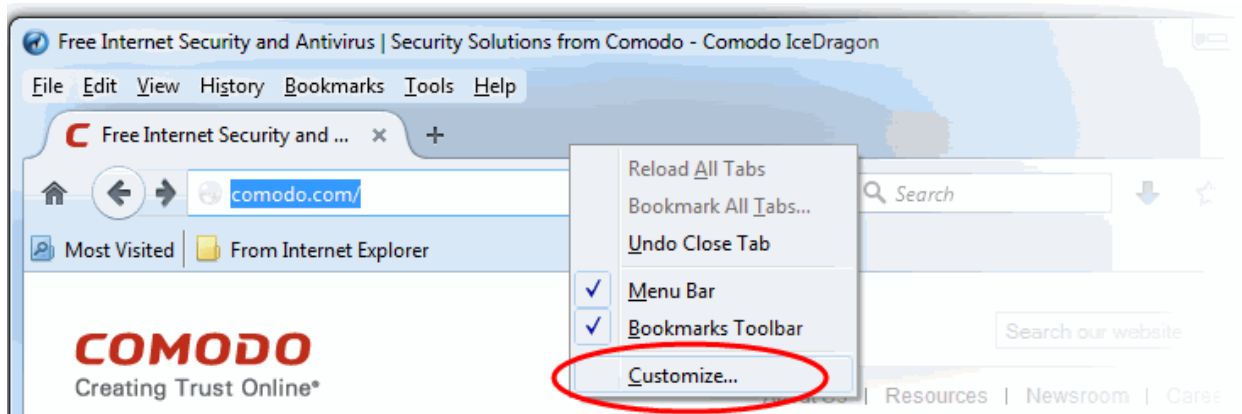 Free Internet Security and Antivirus | Security Solutions from Comodo - Comodo IceDragon
File Edit View History Bookmarks Tools Help
Free Internet Security and ...
Reload All Tabs
Bookmark All Tabs...
Undo Close Tab
Menu Bar
Bookmarks Toolbar
Customize...
comodo.com/
Search
Most Visited
From Internet Explorer
COMODO
Creating Trust Online®
Search our website
| Resources | Newsroom |